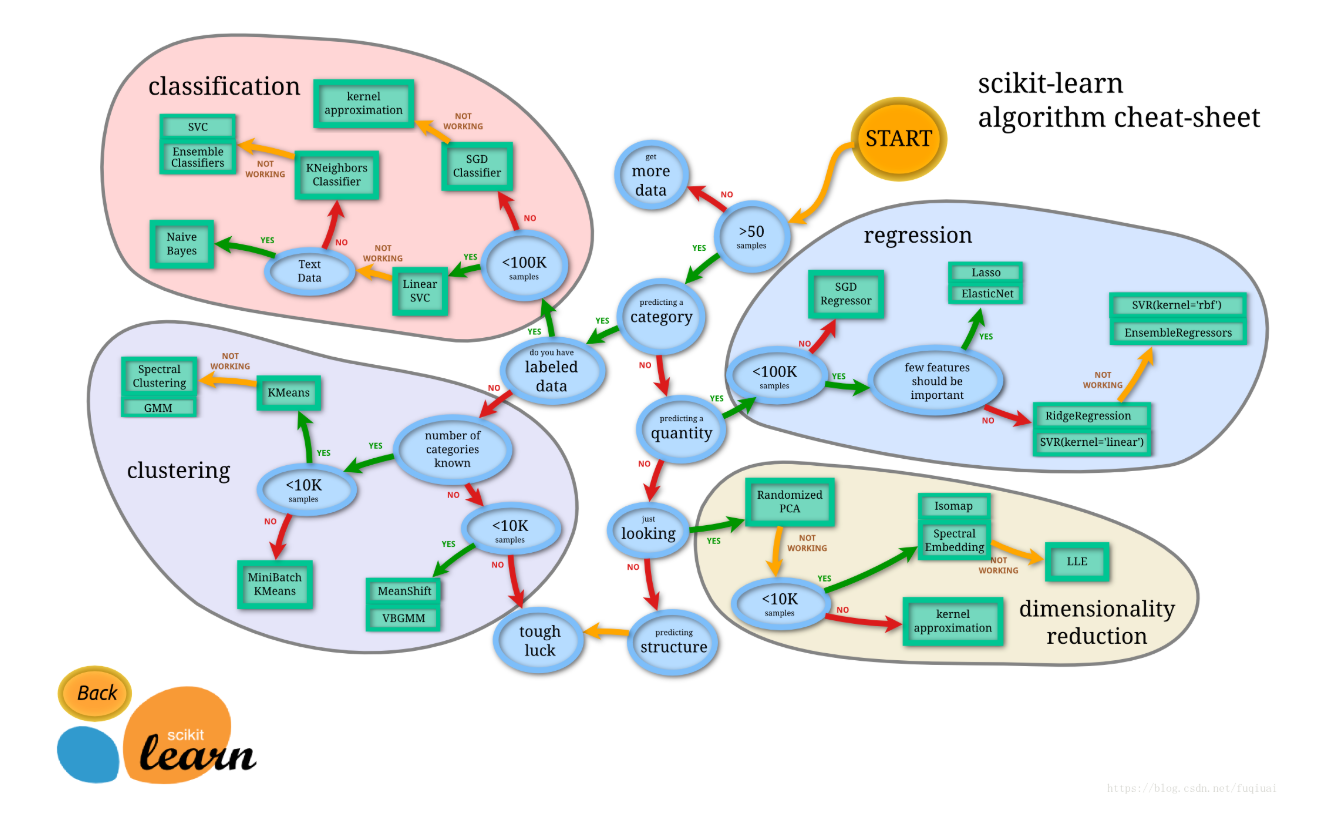 scikit-learn
algorithm cheat-sheet
START
get
more
data
NO
>50
samples
YES
predicting a
category
YES
NO
do you have
labeled
data
YES
NO
predicting a
quantity
YES
NO
just
looking
YES
NO
predicting
structure
tough
luck
classification
kernel
approximation
NOT
WORKING
SGD
Classifier
NO
<100K
samples
YES
Linear
SVC
NOT
WORKING
Text
Data
YES
Naive
Bayes
NO
KNeighbors
Classifier
NOT
WORKING
SVC
Ensemble
Classifiers
clustering
number of
categories
known
YES
NO
<10K
samples
YES
KMeans
NOT
WORKING
Spectral
Clustering
GMM
NO
MiniBatch
KMeans
<10K
samples
YES
MeanShift
VBGMM
NO
regression
<100K
samples
NO
SGD
Regressor
YES
few features
should be
important
YES
Lasso
ElasticNet
NO
RidgeRegression
SVR(kernel='linear')
NOT
WORKING
SVR(kernel='rbf')
EnsembleRegressors
dimensionality
reduction
Randomized
PCA
NOT
WORKING
<10K
samples
YES
Isomap
Spectral
Embedding
NOT
WORKING
LLE
NO
kernel
approximation
Back
scikit
learn
https://blog.csdn.net/fuqiuai